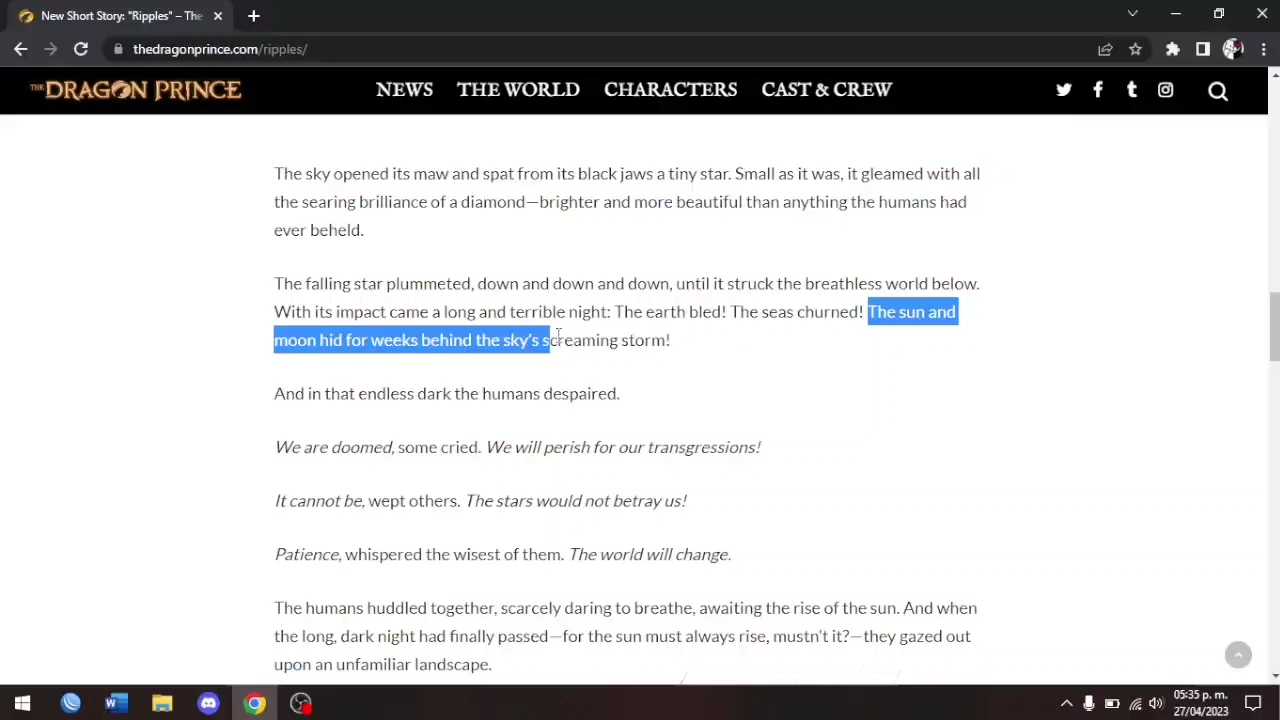 New Short Story: "Ripples" – The
thedragonprince.com/ripples/
THE DRAGON PRINCE NEWS THE WORLD CHARACTERS CAST & CREW
The sky opened its maw and spat from its black jaws a tiny star. Small as it was, it gleamed with all
the searing brilliance of a diamond—brighter and more beautiful than anything the humans had
ever beheld.
The falling star plummeted, down and down and down, until it struck the breathless world below.
With its impact came a long and terrible night: The earth bled! The seas churned! The sun and
moon hid for weeks behind the sky’s screaming storm!
And in that endless dark the humans despaired.
We are doomed, some cried. We will perish for our transgressions!
It cannot be, wept others. The stars would not betray us!
Patience, whispered the wisest of them. The world will change.
The humans huddled together, scarcely daring to breathe, awaiting the rise of the sun. And when
the long, dark night had finally passed—for the sun must always rise, mustn’t it?—they gazed out
upon an unfamiliar landscape.
05:35 p. m.
27/04/2023